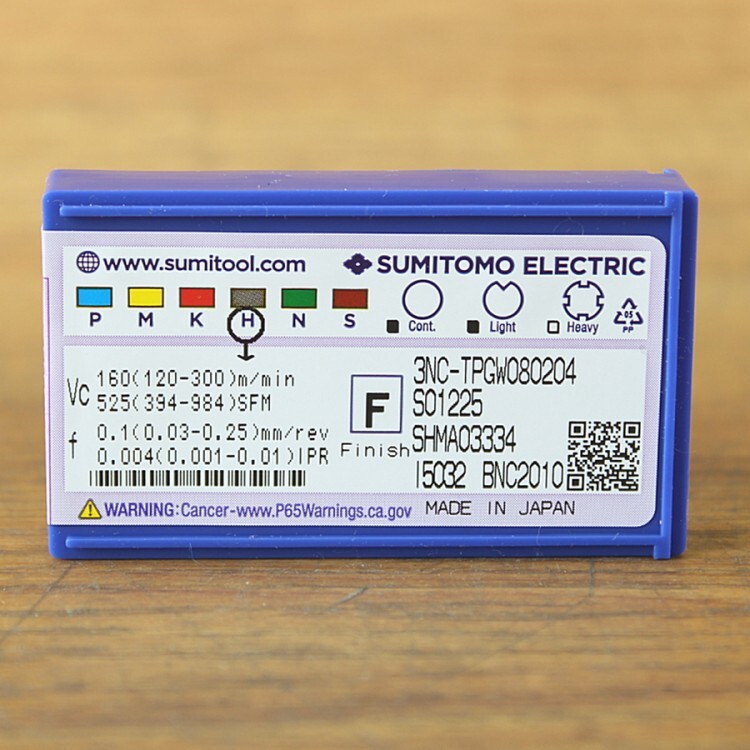 www.sumitool.com SUMITOMO ELECTRIC
P M K H N S Cont. Light Heavy 05 PP
Vc 160(120-300)m/min
525(394-984)SFM
f 0.1(0.03-0.25)mm/rev
0.004(0.001-0.01)IPR
F
Finish
3NC-TPGW080204
S01225
SHMA03334
I5032 BNC2010
WARNING:Cancer-www.P65Warnings.ca.gov MADE IN JAPAN